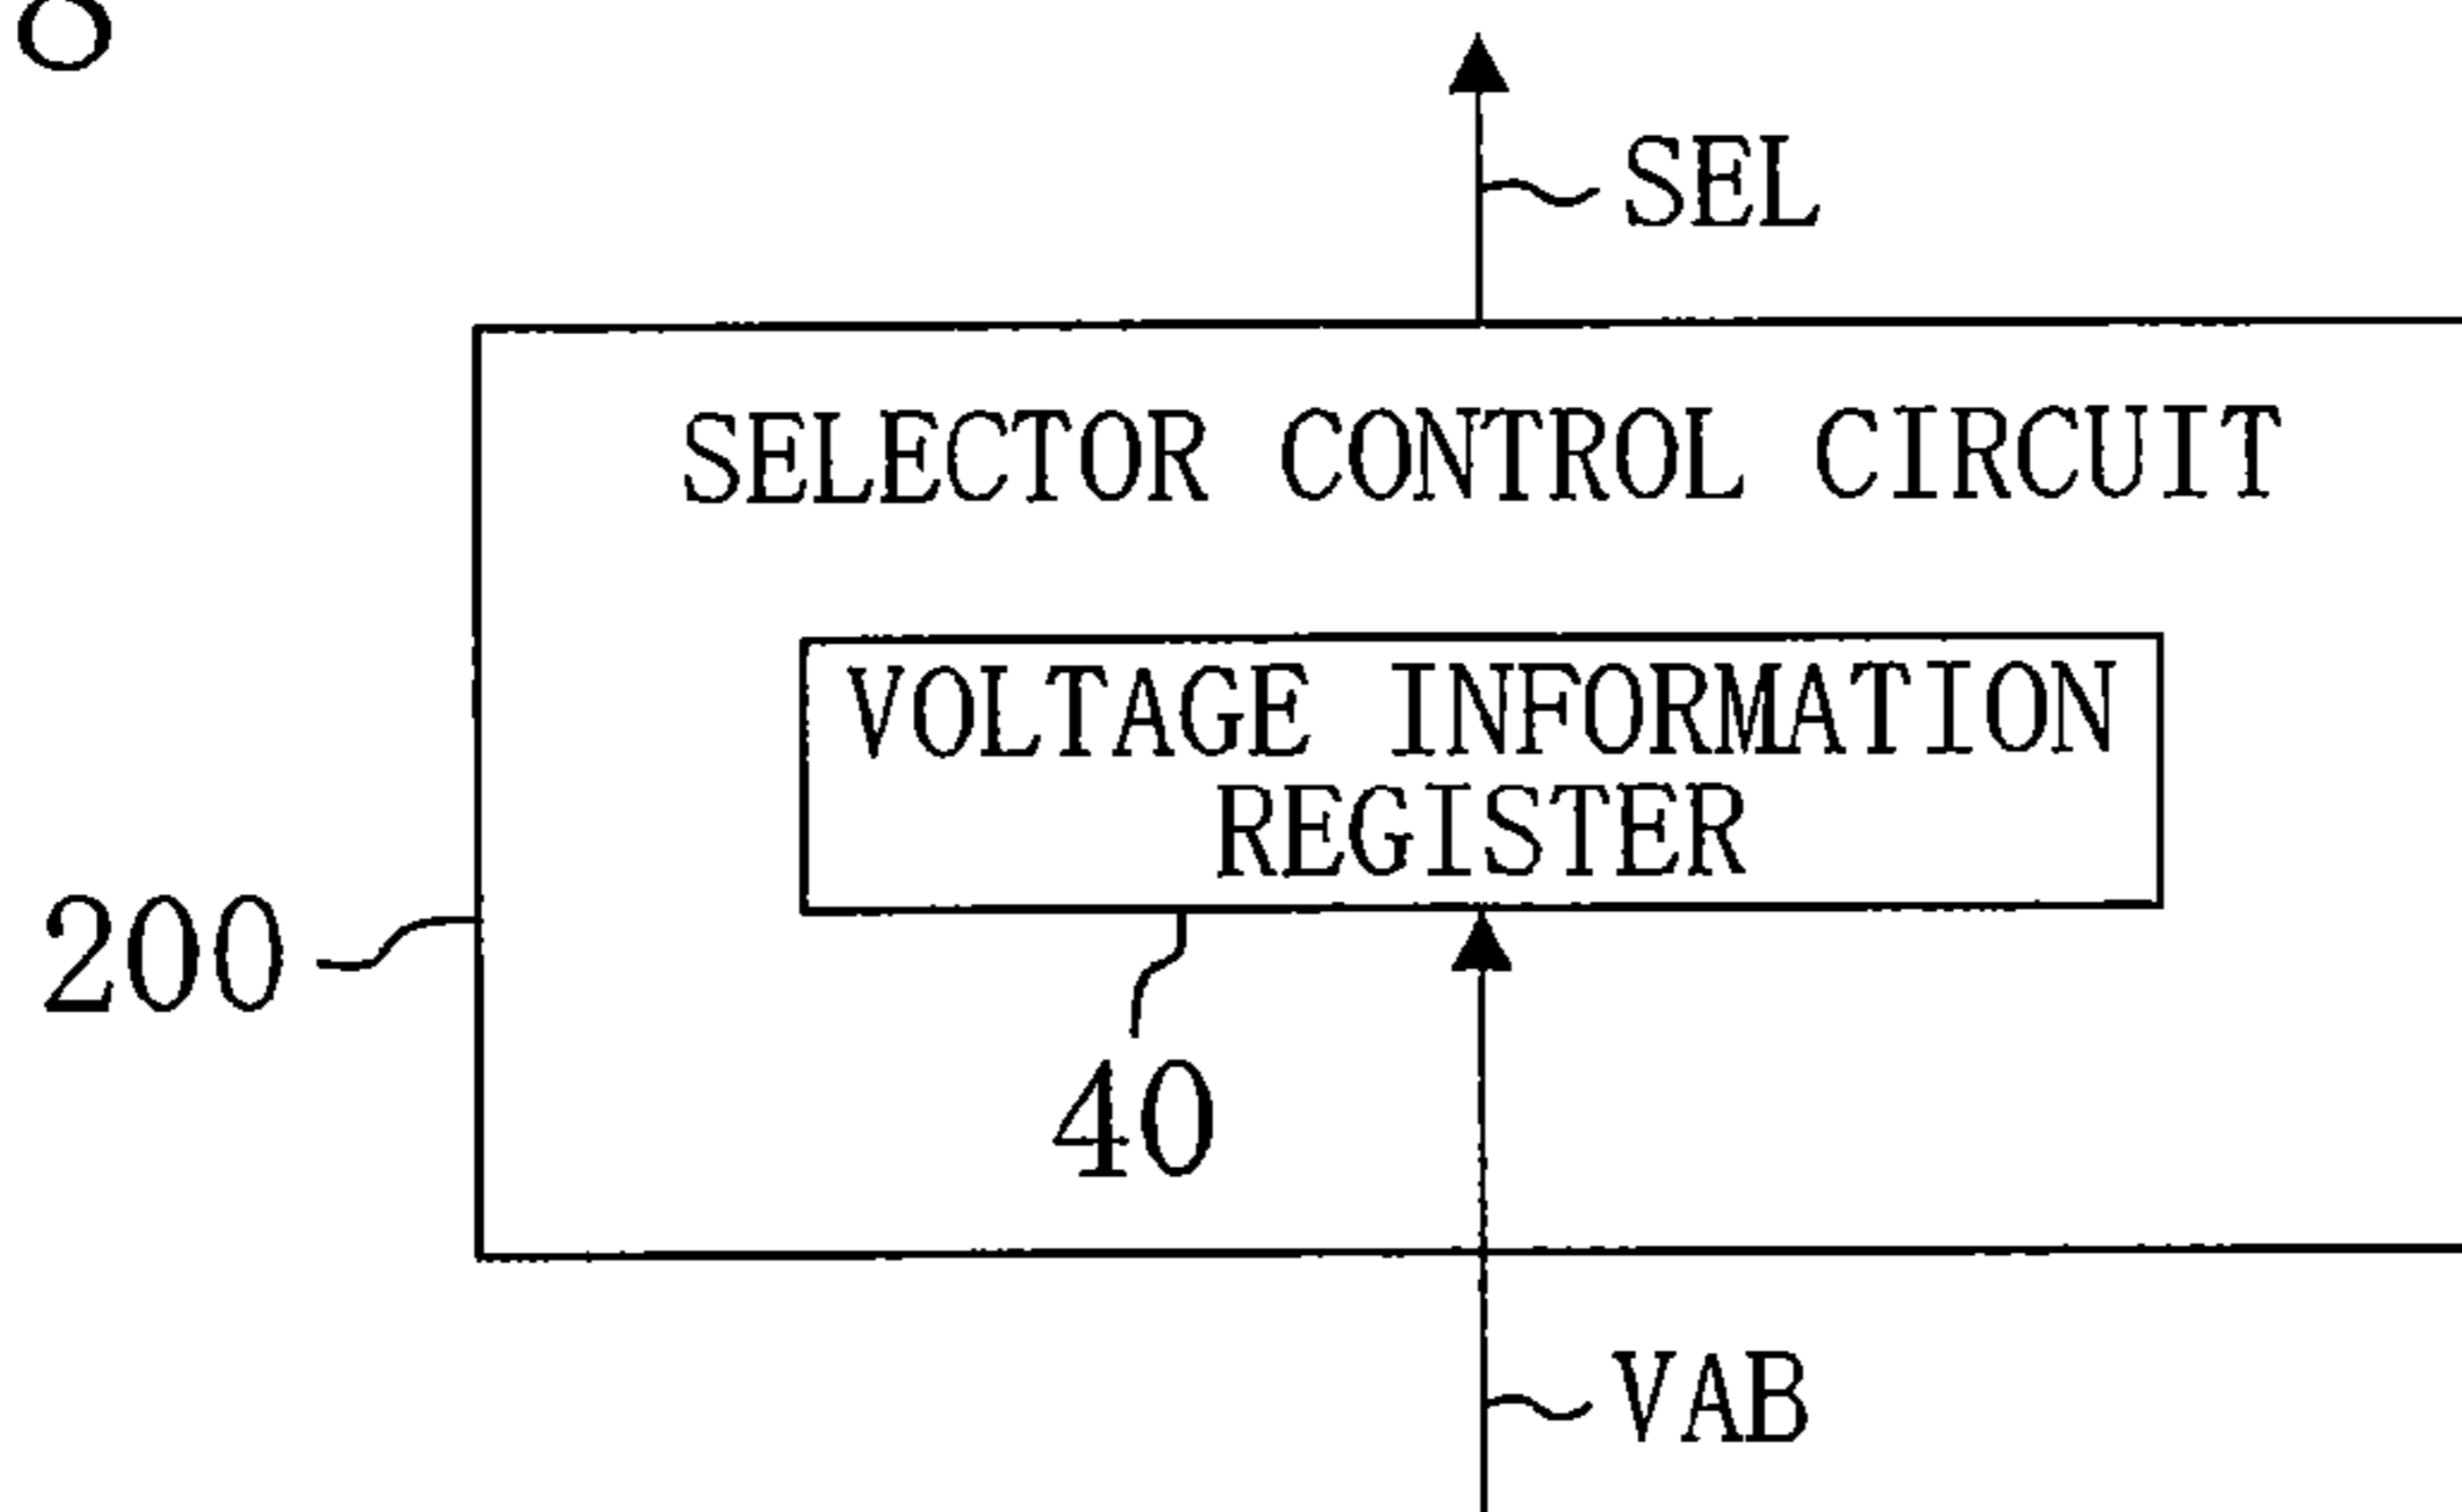 SEL
SELECTOR CONTROL CIRCUIT
VOLTAGE INFORMATION
REGISTER
200
40
VAB